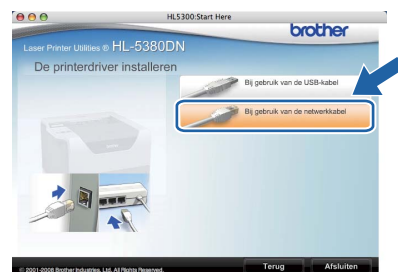 HL5300:Start Here
brother
Laser Printer Utilities ® HL-5380DN
De printerdriver installeren
Bij gebruik van de USB-kabel
Bij gebruik van de netwerkkabel
© 2001-2008 Brother Industries, Ltd. All Rights Reserved.
Terug
Afsluiten